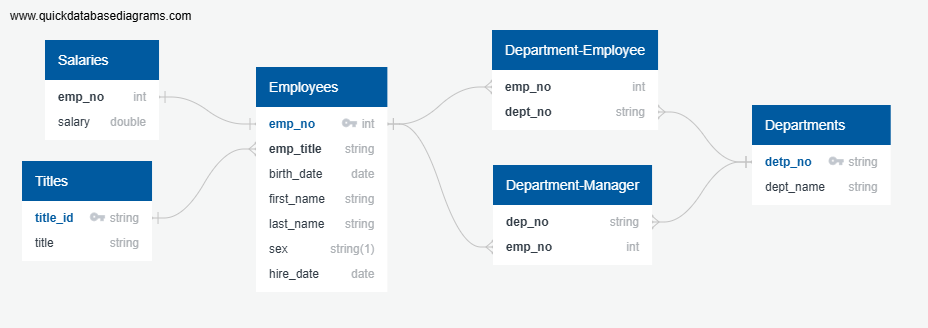 www.quickdatabasediagrams.com
Salaries
emp_no int
salary double
Titles
title_id string
title string
Employees
emp_no int
emp_title string
birth_date date
first_name string
last_name string
sex string(1)
hire_date date
Department-Employee
emp_no int
dept_no string
Department-Manager
dep_no string
emp_no int
Departments
detp_no string
dept_name string